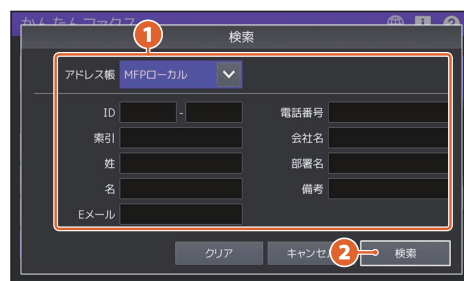 かんたんファクス
検索
1
アドレス帳 MFPローカル
ID - 電話番号
索引 会社名
姓 部署名
名 備考
Eメール
クリア キャンセ 2 検索